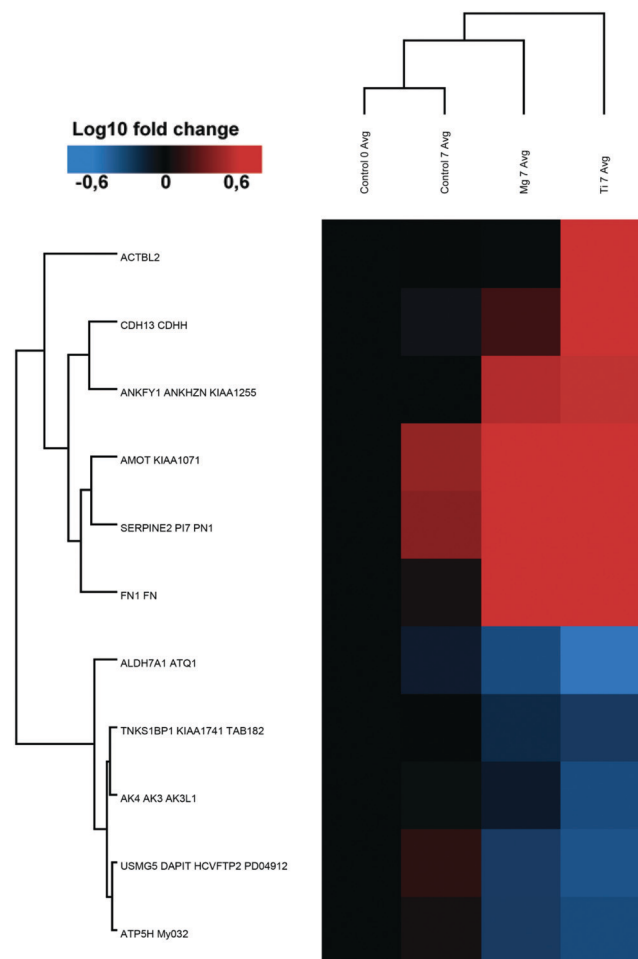 Log10 fold change
-0,6 0 0,6
Control 0 Avg
Control 7 Avg
Mg 7 Avg
Ti 7 Avg
ACTBL2
CDH13 CDHH
ANKFY1 ANKHZN KIAA1255
AMOT KIAA1071
SERPINE2 PI7 PN1
FN1 FN
ALDH7A1 ATQ1
TNKS1BP1 KIAA1741 TAB182
AK4 AK3 AK3L1
USMG5 DAPIT HCVFTP2 PD04912
ATP5H My032